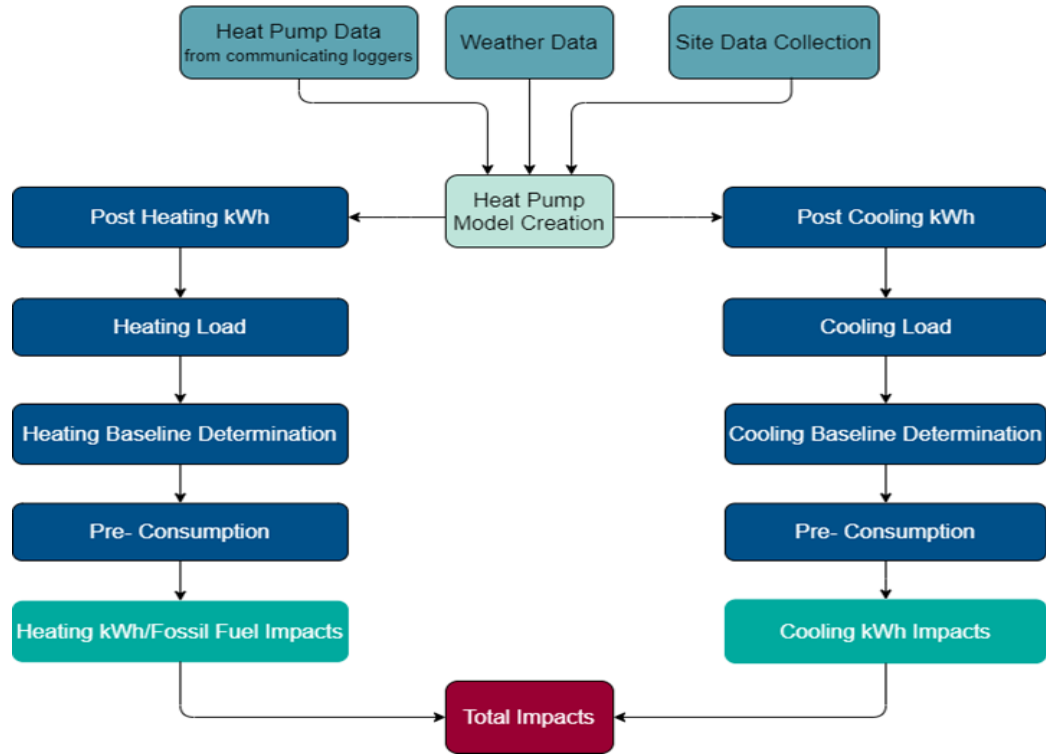 Heat Pump Data
from communicating loggers
Weather Data
Site Data Collection
Heat Pump
Model Creation
Post Heating kWh
Post Cooling kWh
Heating Load
Cooling Load
Heating Baseline Determination
Cooling Baseline Determination
Pre- Consumption
Pre- Consumption
Heating kWh/Fossil Fuel Impacts
Cooling kWh Impacts
Total Impacts